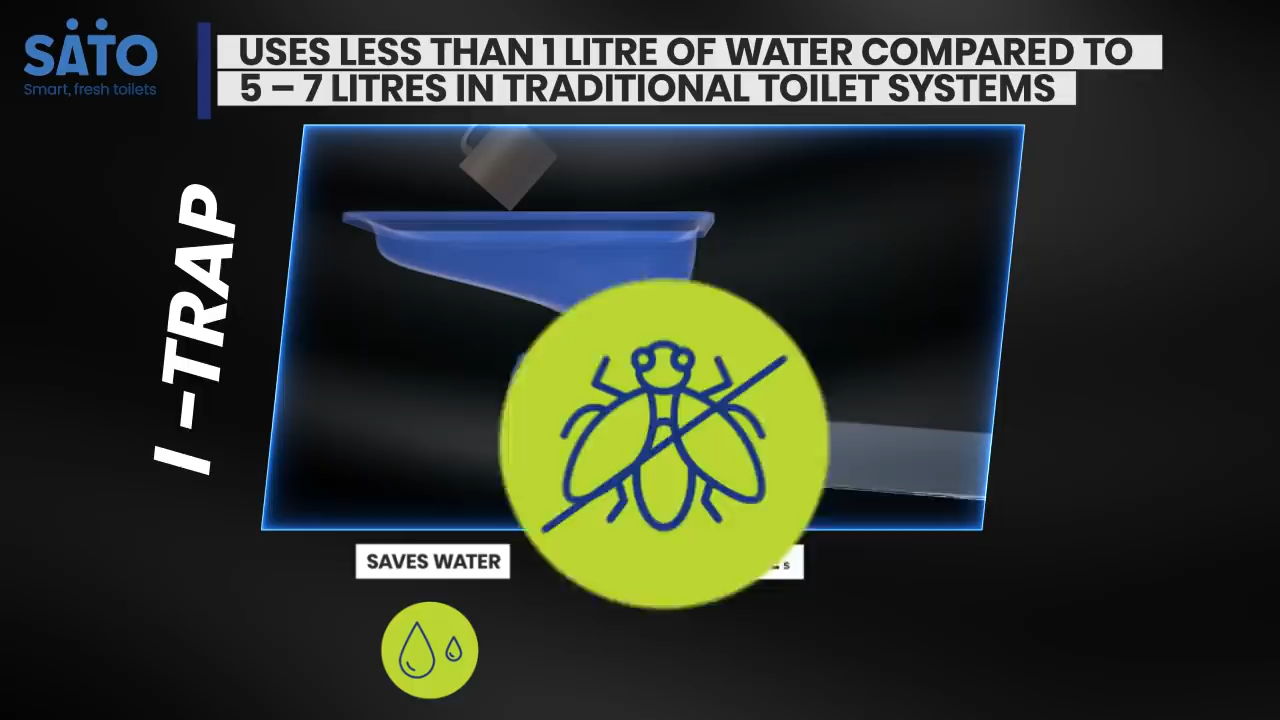 SATO
Smart, fresh toilets
USES LESS THAN 1 LITRE OF WATER COMPARED TO
5 – 7 LITRES IN TRADITIONAL TOILET SYSTEMS
I -TRAP
SAVES WATER